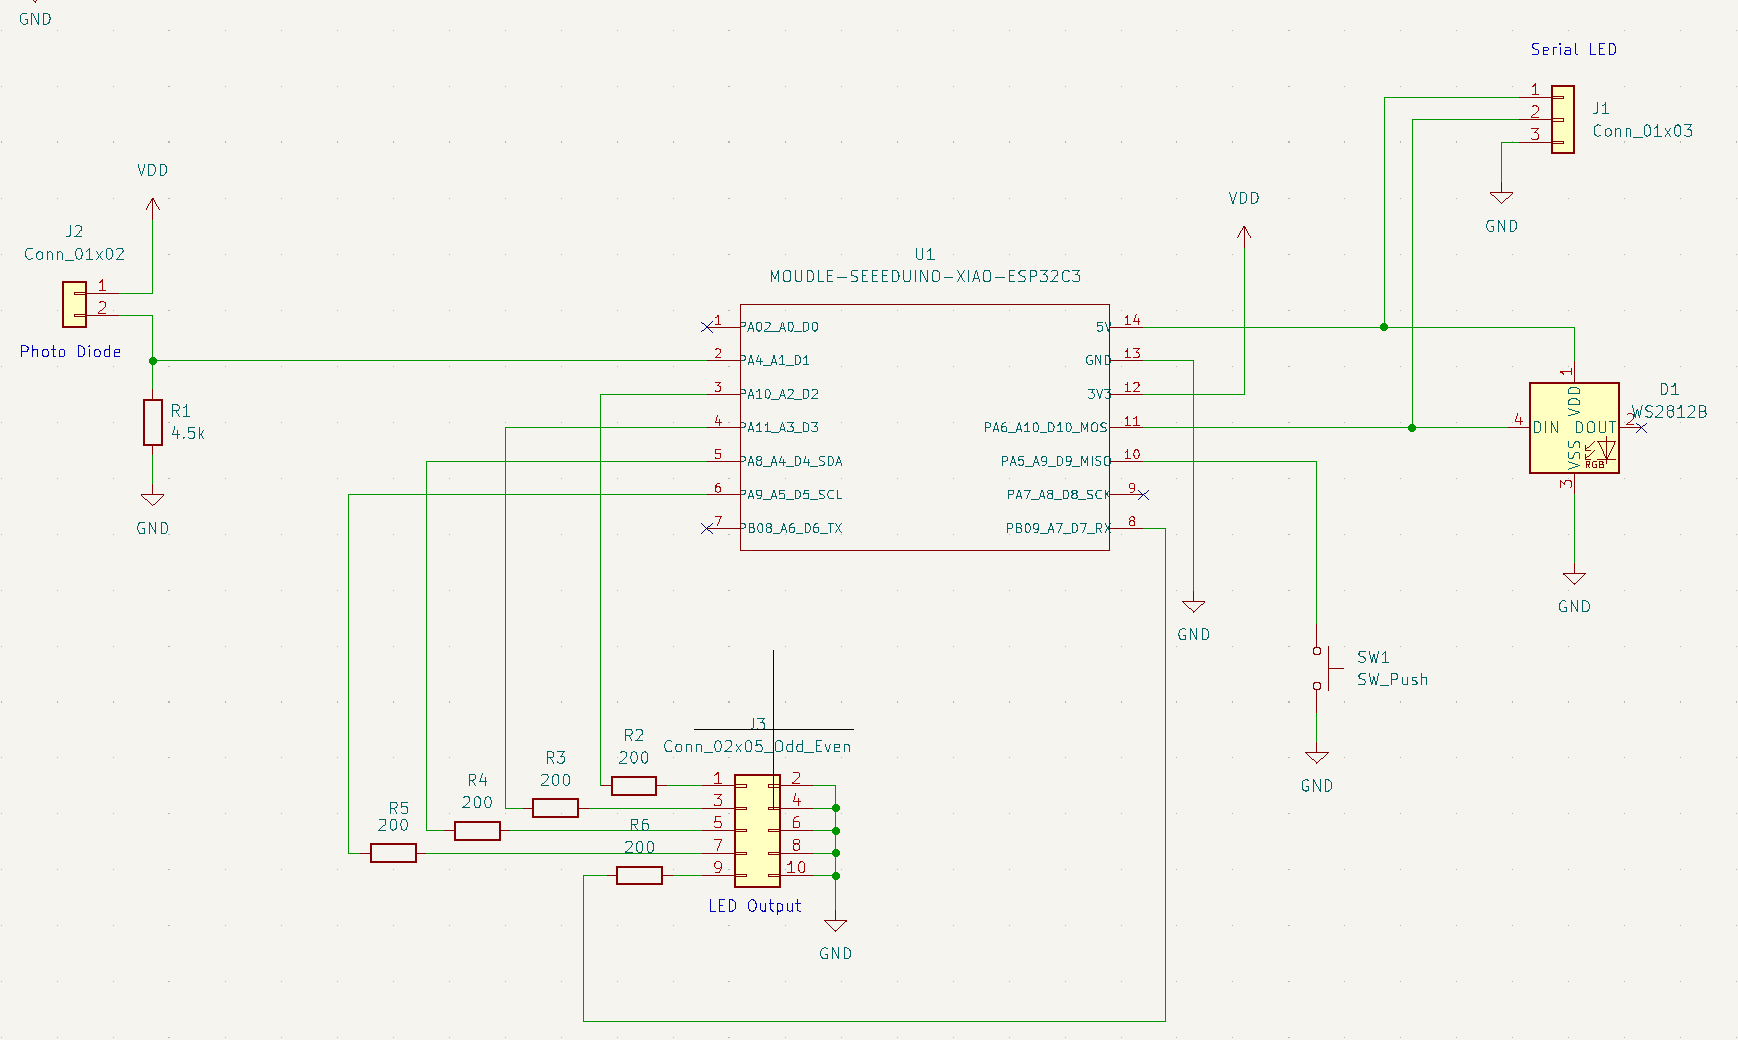 GND
Serial LED
1
2
3
J1
Conn_01x03
GND
VDD
J2
Conn_01x02
1
2
Photo Diode
R1
4.5k
GND
VDD
U1
MOUDLE-SEEEDUINO-XIAO-ESP32C3
1 PA02_A0_D0
2 PA4_A1_D1
3 PA10_A2_D2
4 PA11_A3_D3
5 PA8_A4_D4_SDA
6 PA9_A5_D5_SCL
7 PB08_A6_D6_TX
5V 14
GND 13
3V3 12
PA6_A10_D10_MOS 11
PA5_A9_D9_MISO 10
PA7_A8_D8_SCK 9
PB09_A7_D7_RX 8
GND
D1
WS2812B
1
VDD
4 DIN DOUT 2
VSS
RGB
3
GND
SW1
SW_Push
GND
J3
Conn_02x05_Odd_Even
R2
200
R3
200
R4
200
R5
200
R6
200
1 2
3 4
5 6
7 8
9 10
LED Output
GND